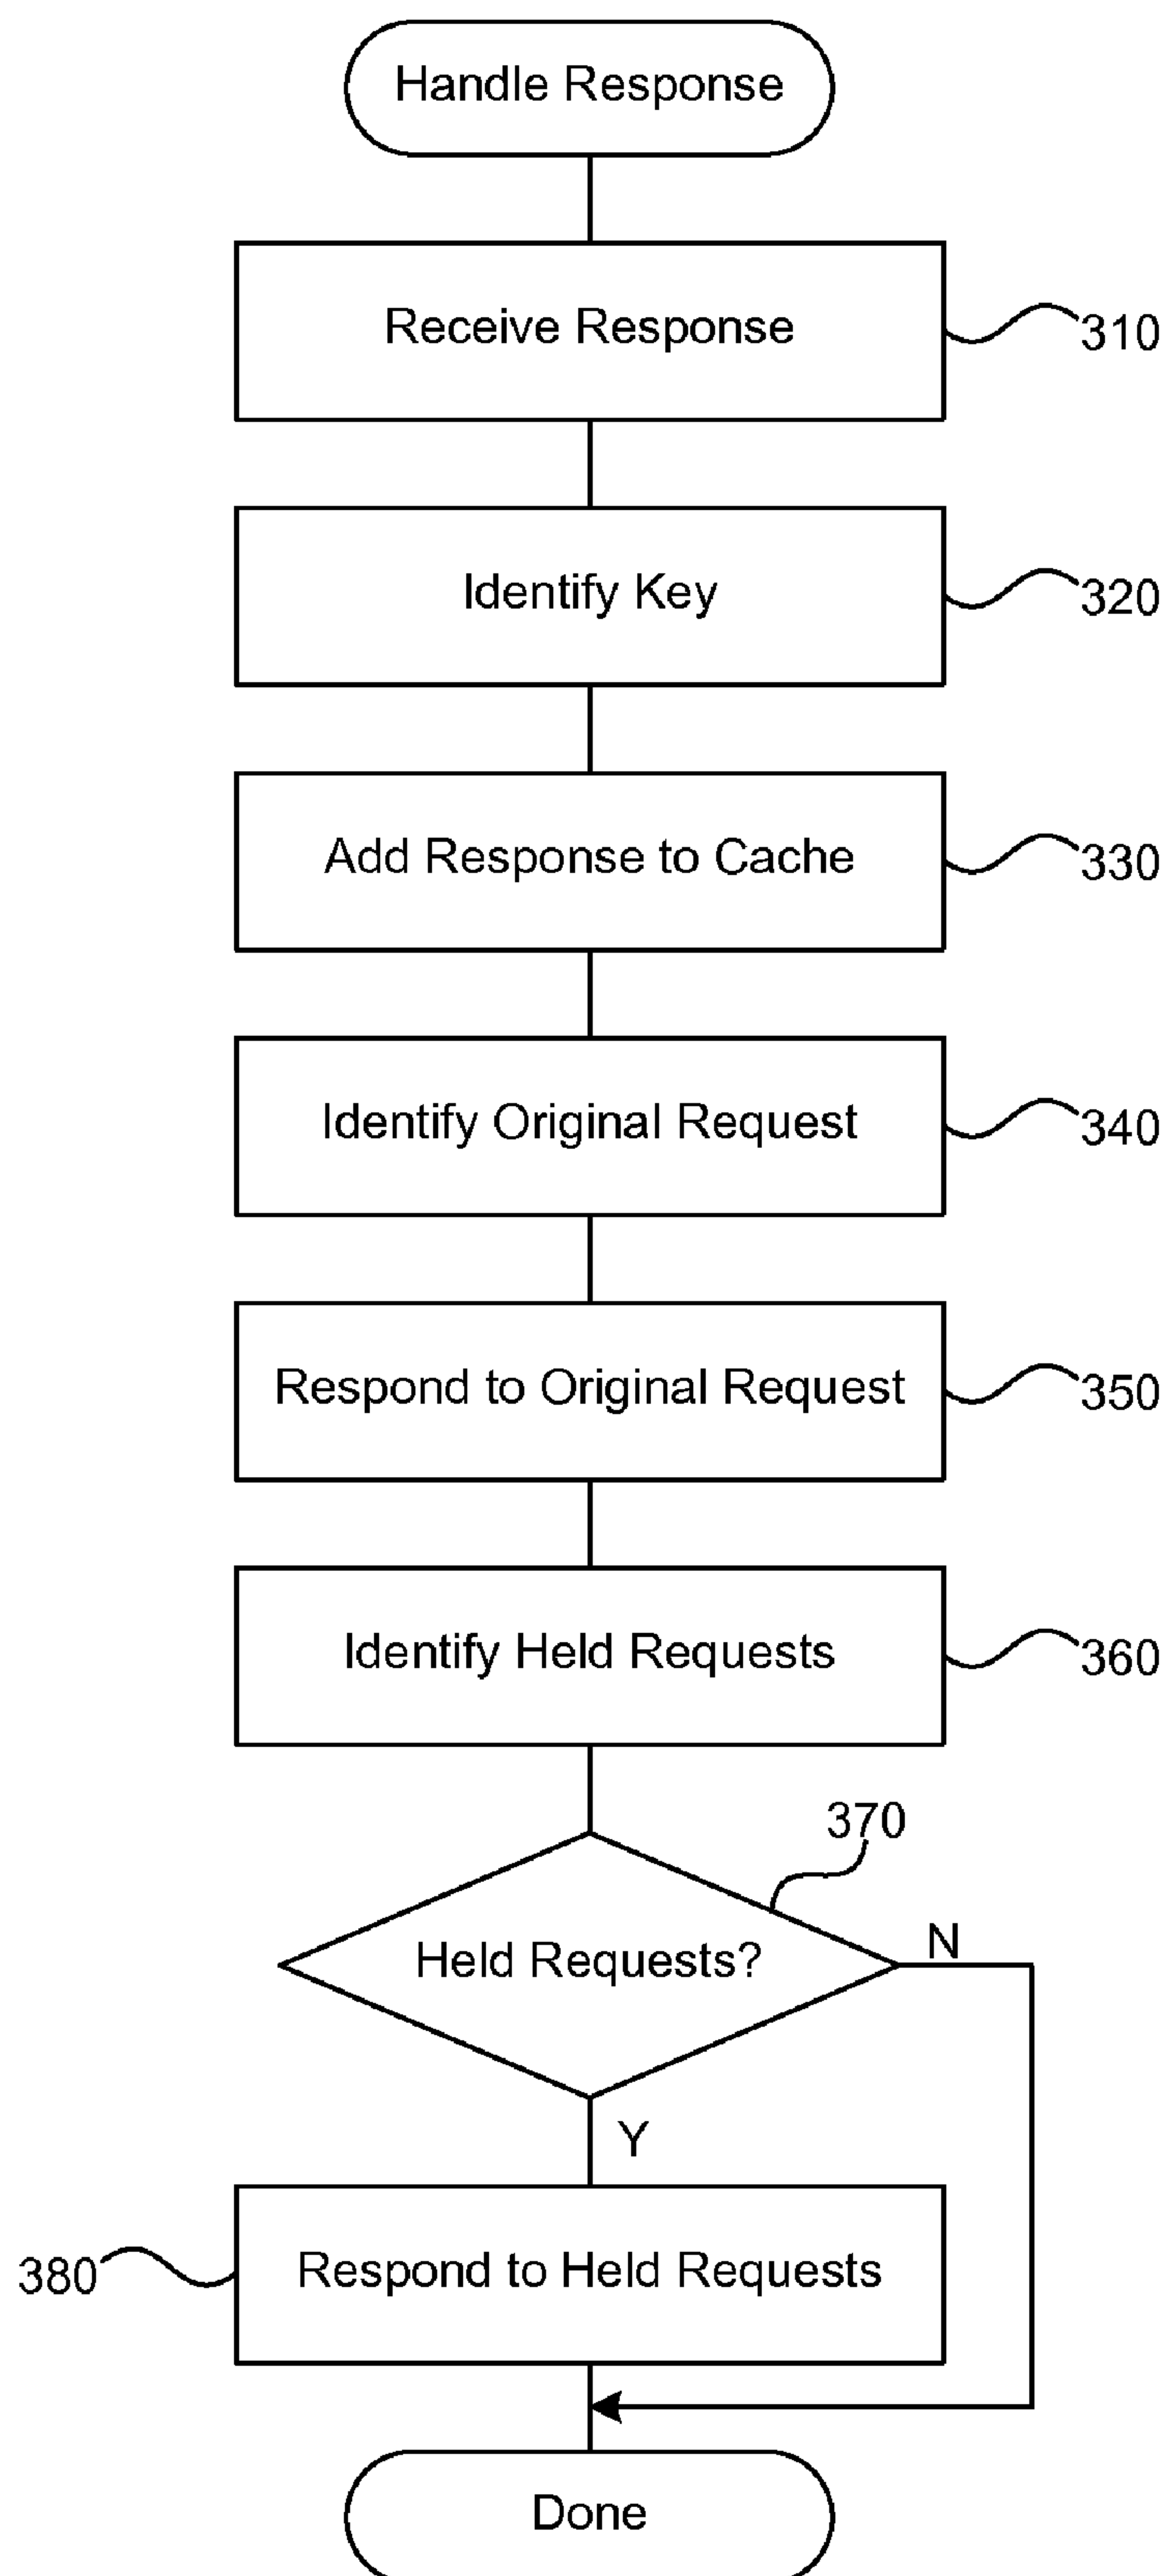 Handle Response
Receive Response
310
Identify Key
320
Add Response to Cache
330
Identify Original Request
340
Respond to Original Request
350
Identify Held Requests
360
370
Held Requests?
N
Y
380
Respond to Held Requests
Done